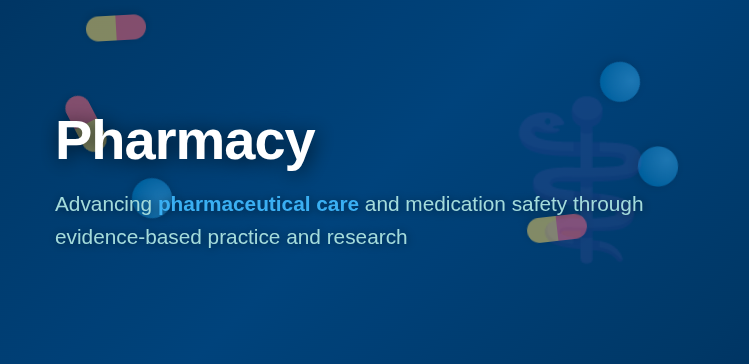 Pharmacy
Advancing pharmaceutical care and medication safety through
evidence-based practice and research